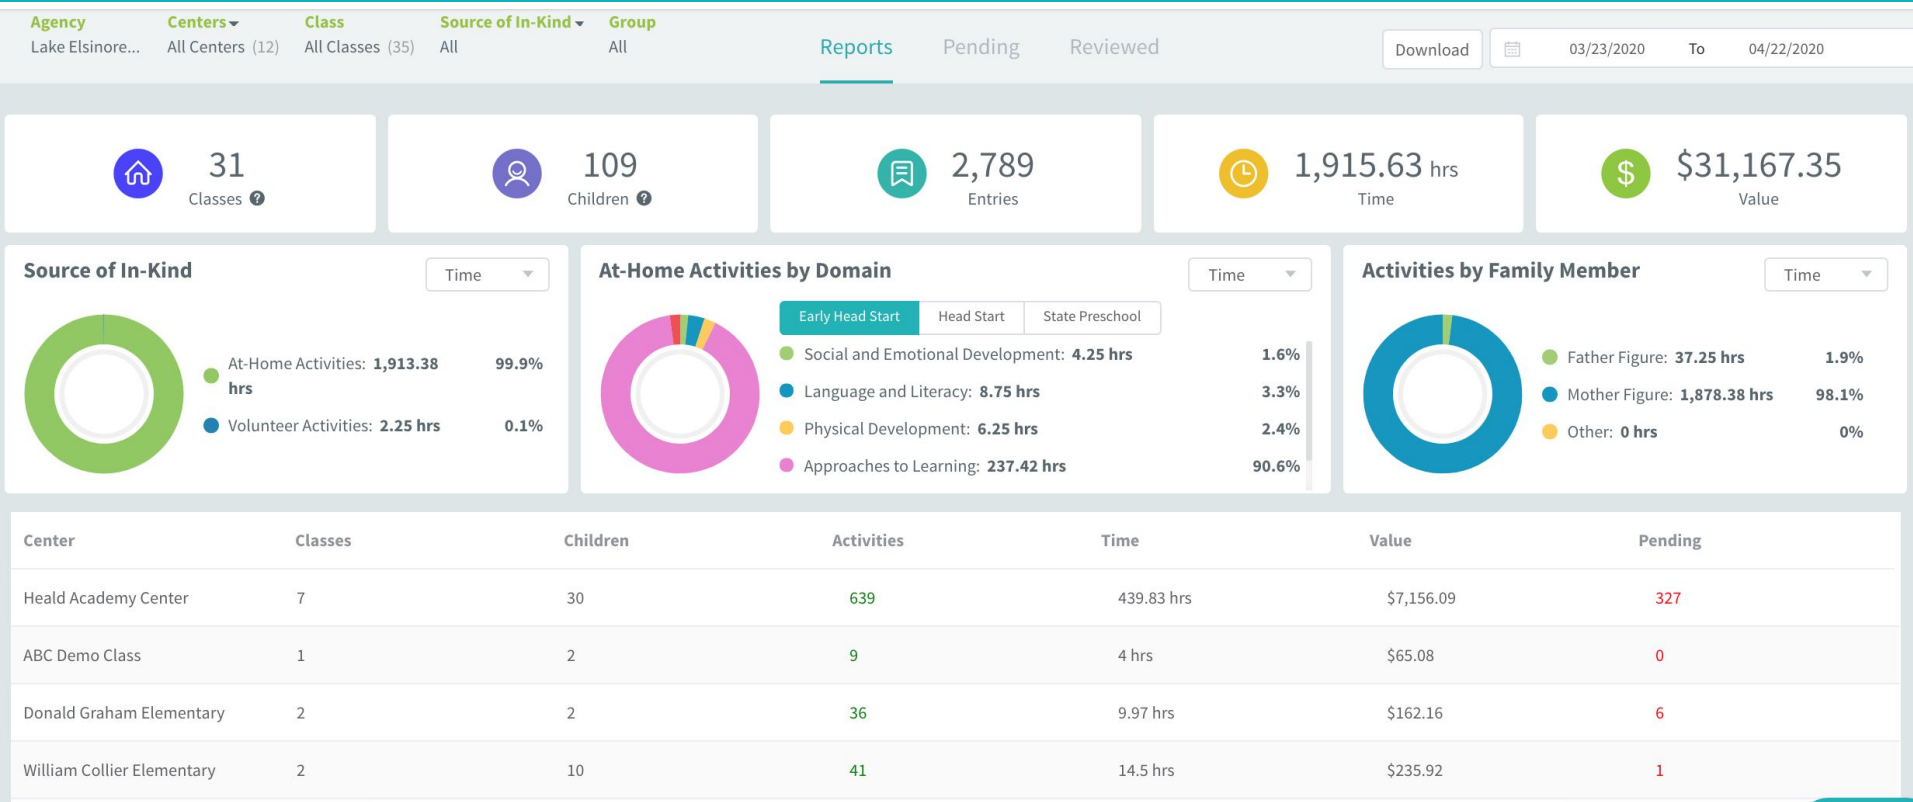 Agency Centers Class Source of In-Kind Group
Lake Elsinore... All Centers (12) All Classes (35) All All
Reports Pending Reviewed
Download 03/23/2020 To 04/22/2020
31
Classes ?
109
Children ?
2,789
Entries
1,915.63 hrs
Time
$ $31,167.35
Value
Source of In-Kind
Time
At-Home Activities: 1,913.38 99.9%
hrs
Volunteer Activities: 2.25 hrs 0.1%
At-Home Activities by Domain
Time
Early Head Start Head Start State Preschool
Social and Emotional Development: 4.25 hrs 1.6%
Language and Literacy: 8.75 hrs 3.3%
Physical Development: 6.25 hrs 2.4%
Approaches to Learning: 237.42 hrs 90.6%
Activities by Family Member
Time
Father Figure: 37.25 hrs 1.9%
Mother Figure: 1,878.38 hrs 98.1%
Other: 0 hrs 0%
Center Classes Children Activities Time Value Pending
Heald Academy Center 7 30 639 439.83 hrs $7,156.09 327
ABC Demo Class 1 2 9 4 hrs $65.08 0
Donald Graham Elementary 2 2 36 9.97 hrs $162.16 6
William Collier Elementary 2 10 41 14.5 hrs $235.92 1